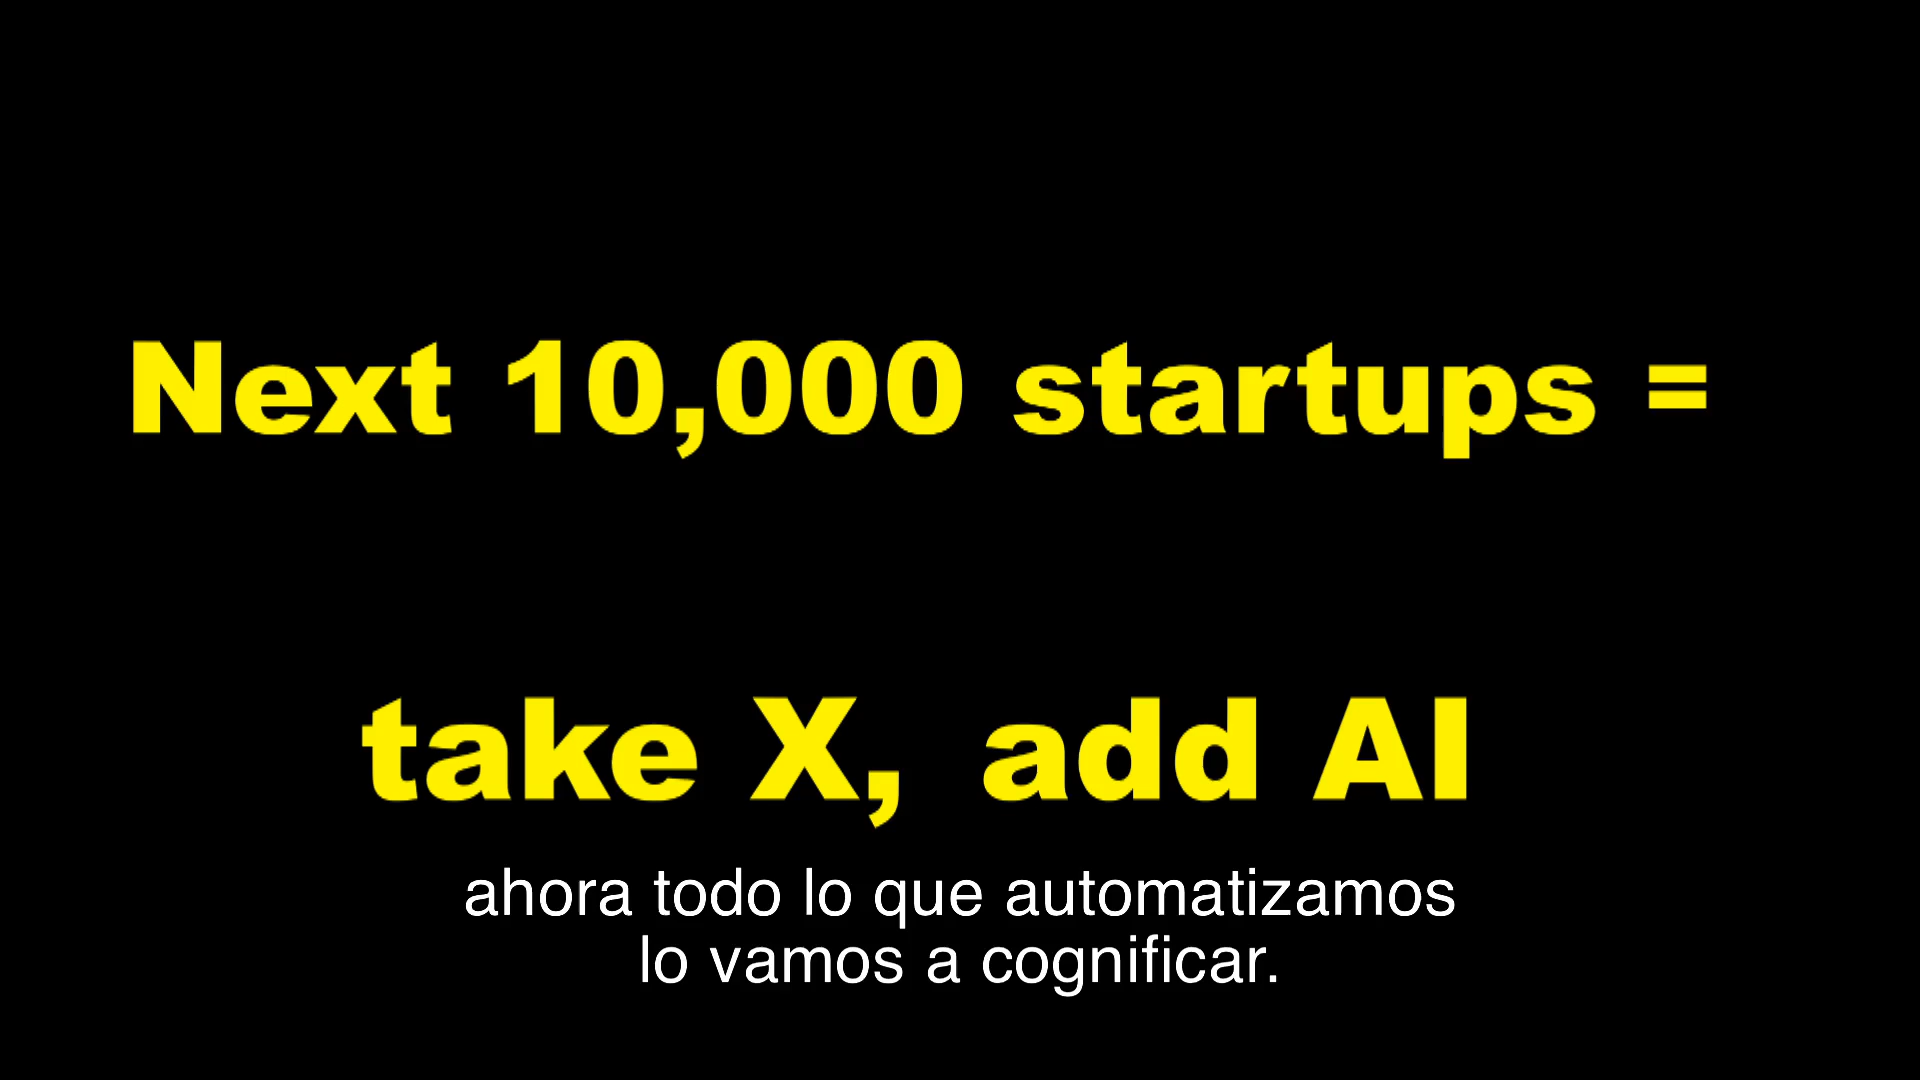 Next 10,000 startups =
take X, add AI
ahora todo lo que automatizamos
lo vamos a cognificar.